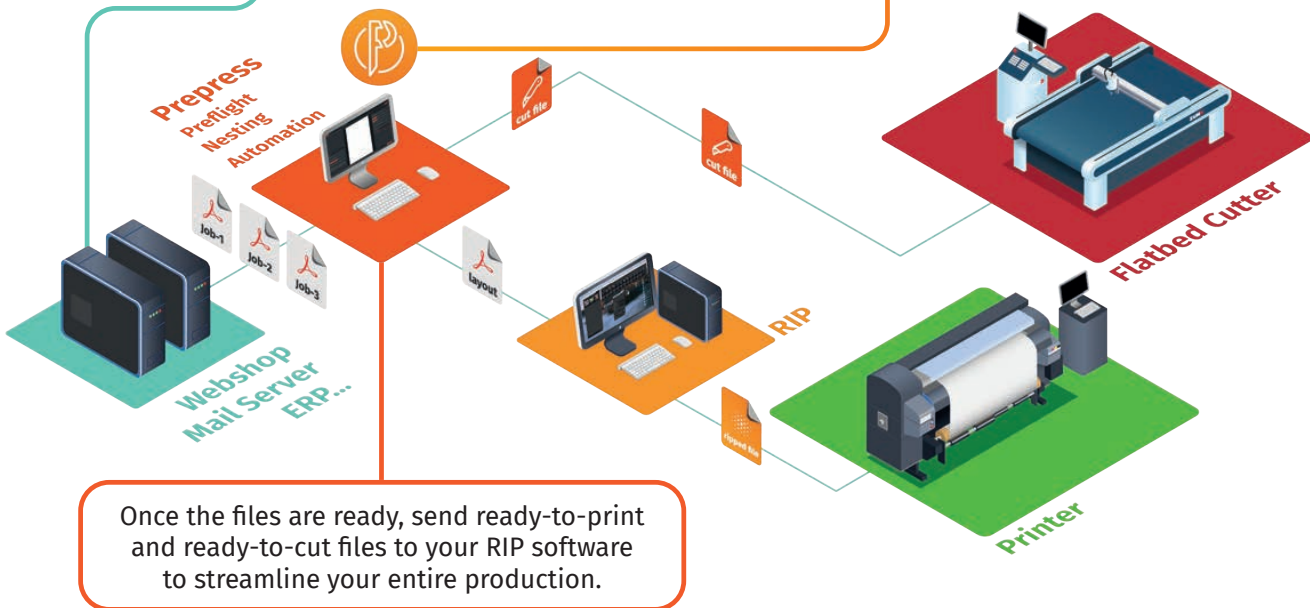 Prepress
Preflight
Nesting
Automation
cut file
cut file
Flatbed Cutter
Job-1
Job-2
Job-3
layout
RIP
Webshop
Mail Server
ERP...
ripped file
Printer
Once the files are ready, send ready-to-print
and ready-to-cut files to your RIP software
to streamline your entire production.